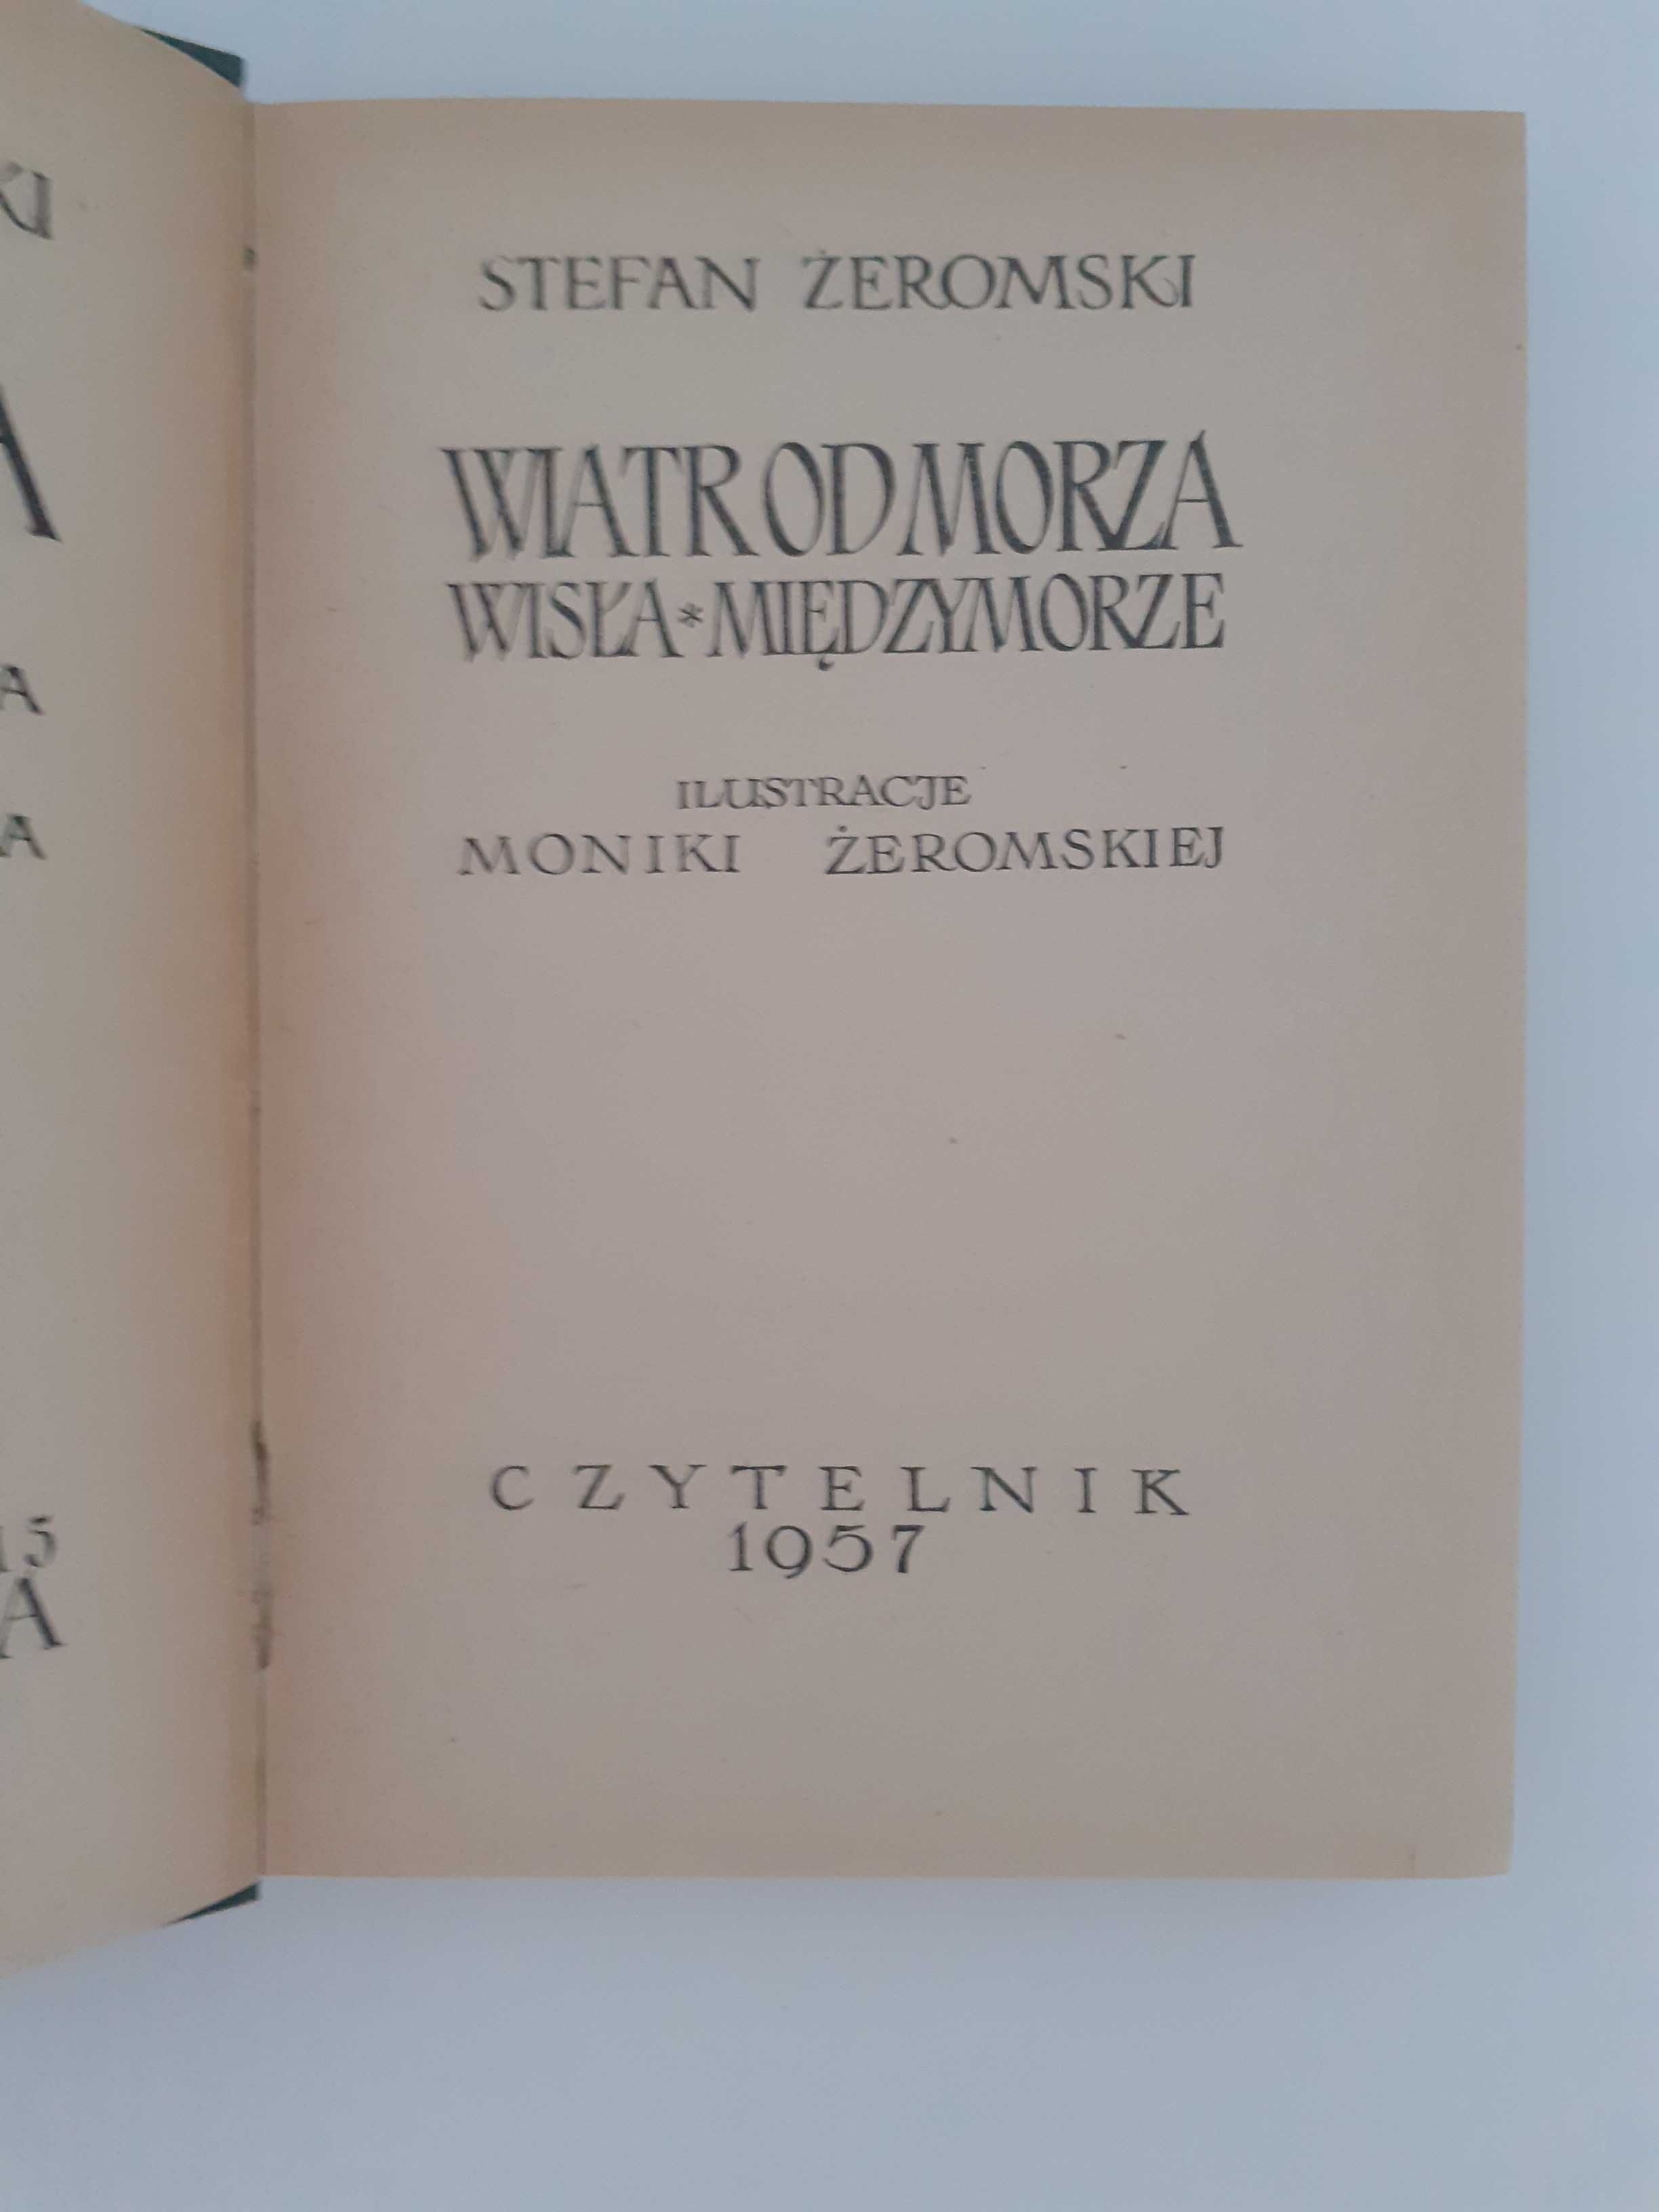 STEFAN ŻEROMSKI
WIATR OD MORZA
WISŁA * MIĘDZYMORZE
ILUSTRACJE
MONIKI ŻEROMSKIEJ
CZYTELNIK
1957